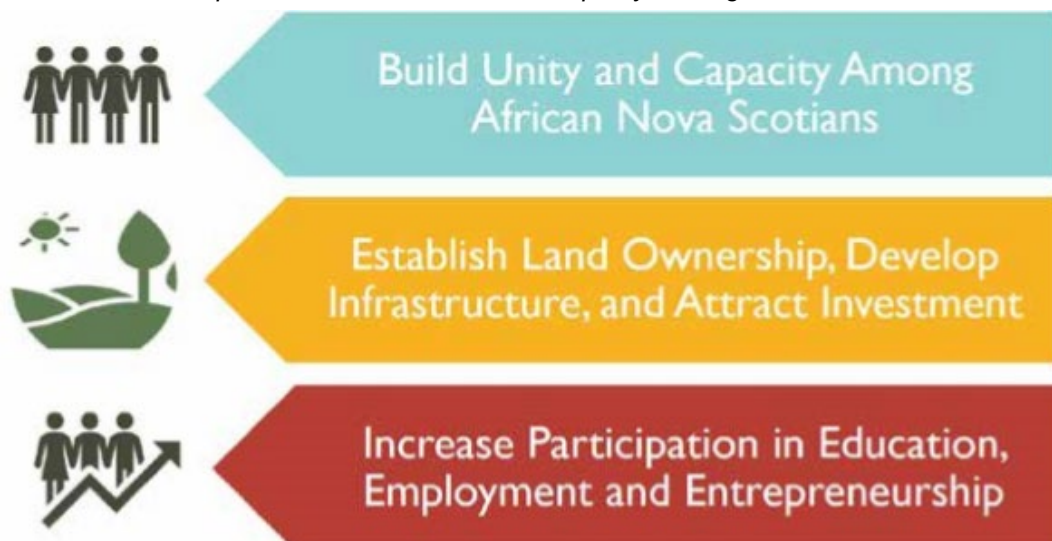 Build Unity and Capacity Among
African Nova Scotians
Establish Land Ownership, Develop
Infrastructure, and Attract Investment
Increase Participation in Education,
Employment and Entrepreneurship